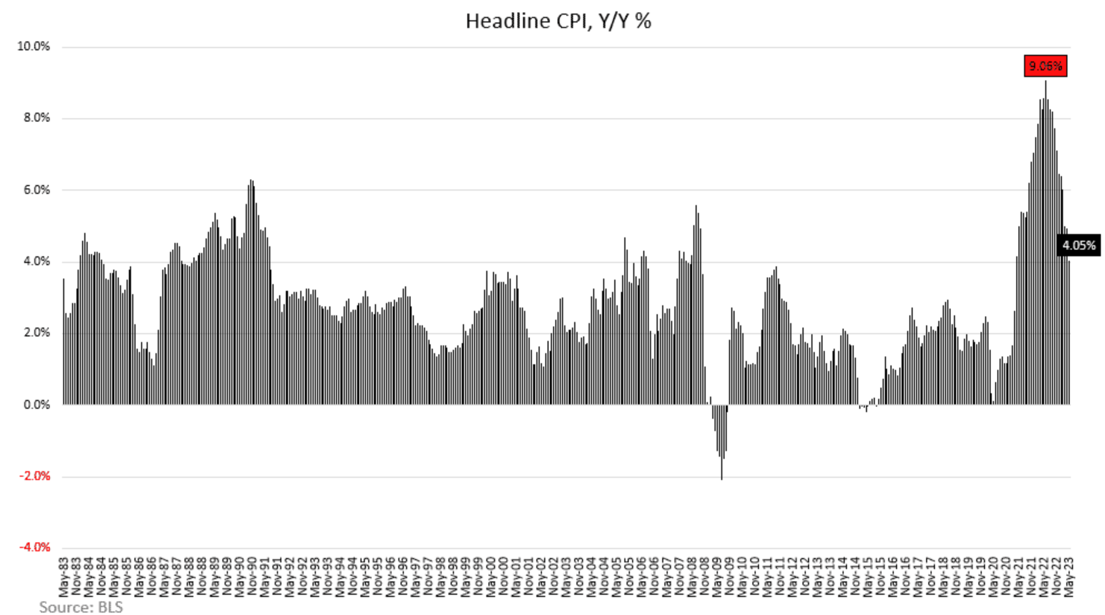 Headline CPI, Y/Y %
10.0%
9.06%
8.0%
6.0%
4.05%
4.0%
2.0%
0.0%
-2.0%
-4.0%
May-83
Nov-83
May-84
Nov-84
May-85
Nov-85
May-86
Nov-86
May-87
Nov-87
May-88
Nov-88
May-89
Nov-89
May-90
Nov-90
May-91
Nov-91
May-92
Nov-92
May-93
Nov-93
May-94
Nov-94
May-95
Nov-95
May-96
Nov-96
May-97
Nov-97
May-98
Nov-98
May-99
Nov-99
May-00
Nov-00
May-01
Nov-01
May-02
Nov-02
May-03
Nov-03
May-04
Nov-04
May-05
Nov-05
May-06
Nov-06
May-07
Nov-07
May-08
Nov-08
May-09
Nov-09
May-10
Nov-10
May-11
Nov-11
May-12
Nov-12
May-13
Nov-13
May-14
Nov-14
May-15
Nov-15
May-16
Nov-16
May-17
Nov-17
May-18
Nov-18
May-19
Nov-19
May-20
Nov-20
May-21
Nov-21
May-22
Nov-22
May-23
Source: BLS